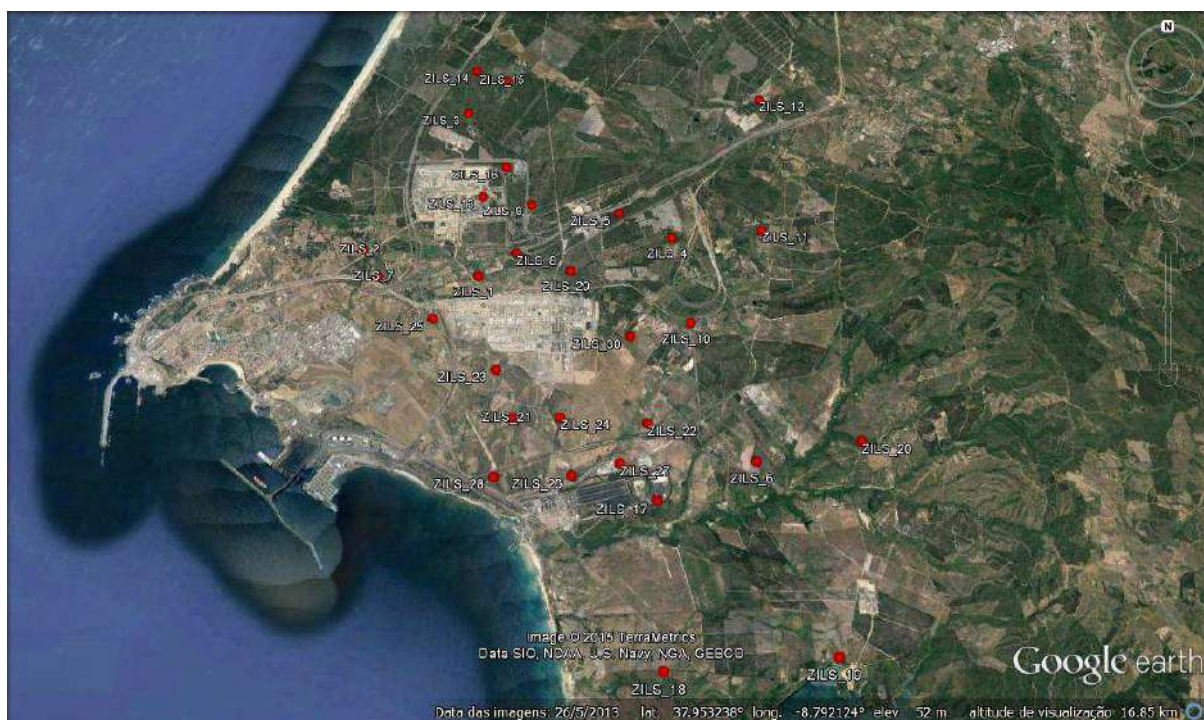 N
ZILS_14
ZILS_15
ZILS_12
ZILS_3
ZILS_16
ZILS_13
ZILS_5
ZILS_11
ZILS_2
ZILS_4
ZILS_8
ZILS_7
ZILS_1
ZILS_25
ZILS_30
ZILS_10
ZILS_23
ZILS_21
ZILS_24
ZILS_22
ZILS_20
ZILS_27
ZILS_6
ZILS_28
ZILS_17
Image © 2015 TerraMetrics
Data SIO, NOAA, U.S. Navy, NGA, GEBCO
ZILS_19
Google earth
ZILS_18
Data das imagens: 26/5/2013 lat. 37.953238° long. -8.792124° elev 52 m altitude de visualização 16.85 km